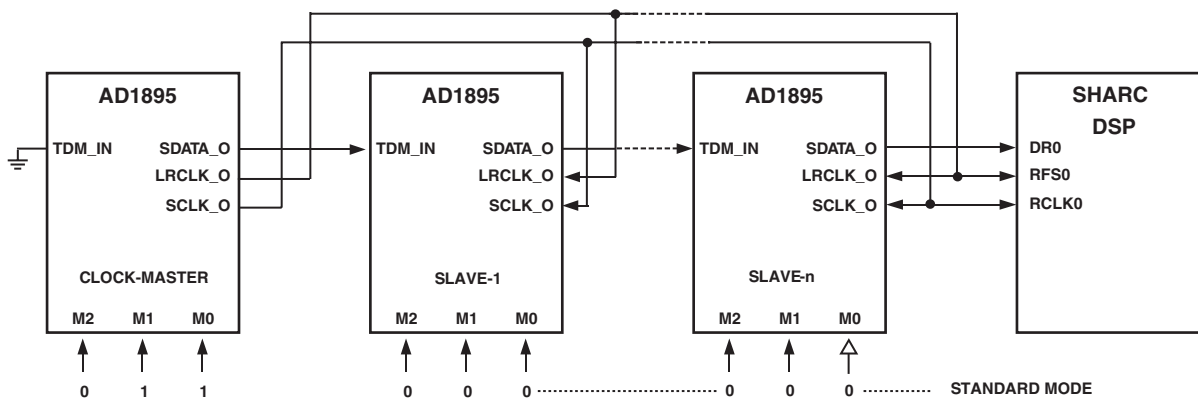 AD1895 AD1895 AD1895 SHARC
DSP
TDM_IN SDATA_O TDM_IN SDATA_O TDM_IN SDATA_O DR0
LRCLK_O LRCLK_O LRCLK_O RFS0
SCLK_O SCLK_O SCLK_O RCLK0
CLOCK-MASTER SLAVE-1 SLAVE-n
M2 M1 M0 M2 M1 M0 M2 M1 M0
0 1 1 0 0 0 0 0 0 STANDARD MODE